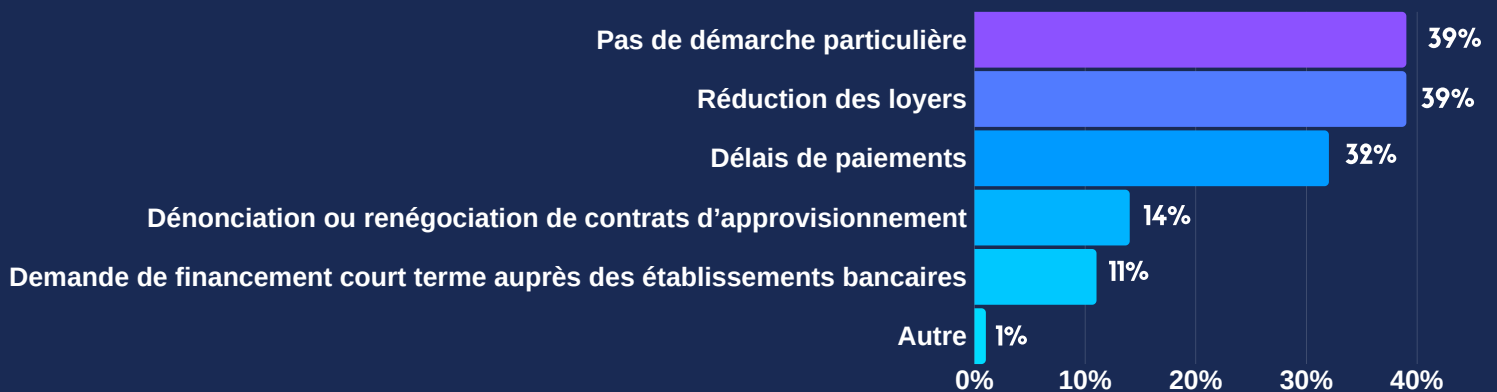 Pas de démarche particulière 39%
Réduction des loyers 39%
Délais de paiements 32%
Dénonciation ou renégociation de contrats d’approvisionnement 14%
Demande de financement court terme auprès des établissements bancaires 11%
Autre 1%
0% 10% 20% 30% 40%